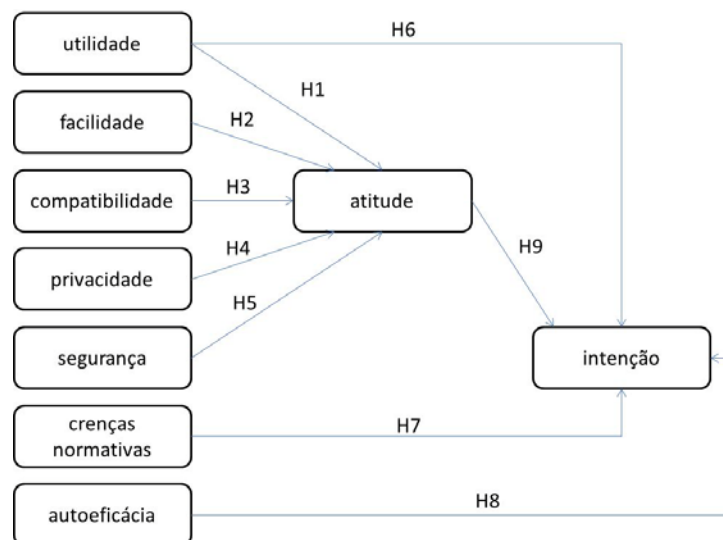 utilidade
H6
H1
facilidade
H2
compatibilidade
H3
atitude
H4
privacidade
H9
H5
segurança
intenção
crenças
normativas
H7
autoeficácia
H8